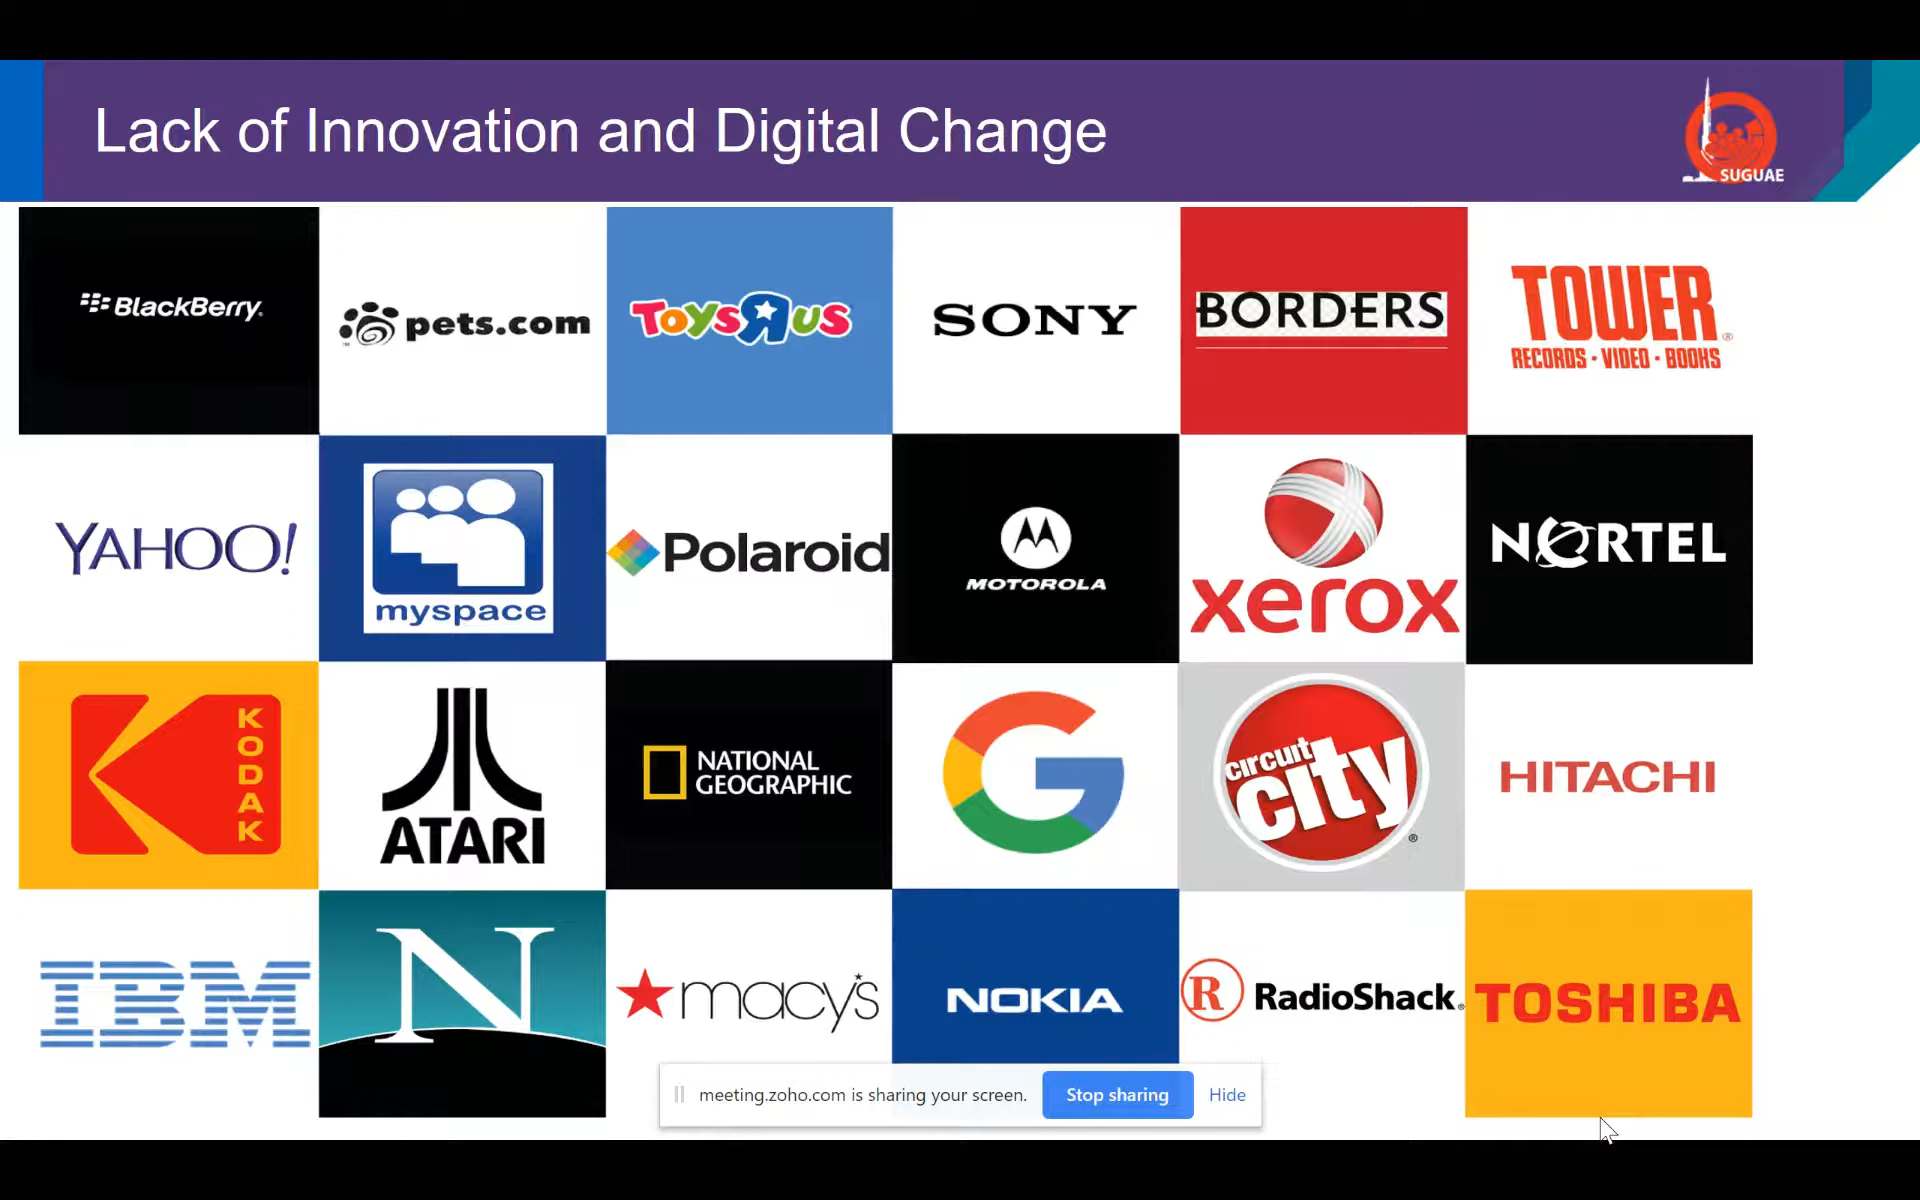 Lack of Innovation and Digital Change
SUGUAE
BlackBerry
pets.com
TOYS R US
SONY
BORDERS
TOWER
RECORDS · VIDEO · BOOKS
YAHOO!
myspace
Polaroid
MOTOROLA
xerox
NORTEL
KODAK
ATARI
NATIONAL
GEOGRAPHIC
G
circuit
city
HITACHI
IBM
N
macy's
NOKIA
R RadioShack
TOSHIBA
meeting.zoho.com is sharing your screen. Stop sharing Hide